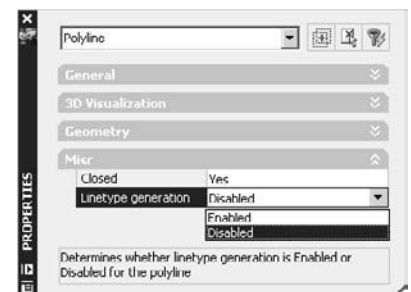 Polyline
General
3D Visualization
Geometry
Misc
Closed Yes
Linetype generation Disabled
Enabled
Disabled
Determines whether linetype generation is Enabled or
Disabled for the polyline
PROPERTIES